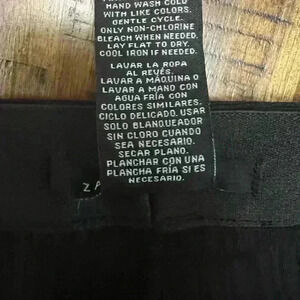 HAND WASH COLD
WITH LIKE COLORS.
GENTLE CYCLE.
ONLY NON-CHLORINE
BLEACH WHEN NEEDED.
LAY FLAT TO DRY.
COOL IRON IF NEEDED.
LAVAR LA ROPA
AL REVÉS.
LAVAR A MÁQUINA O
LAVAR A MANO CON
AGUA FRÍA CON
COLORES SIMILARES.
CICLO DELICADO. USAR
SOLO BLANQUEADOR
SIN CLORO CUANDO
SEA NECESARIO.
SECAR PLANO.
PLANCHAR CON UNA
PLANCHA FRÍA SI ES
NECESARIO.